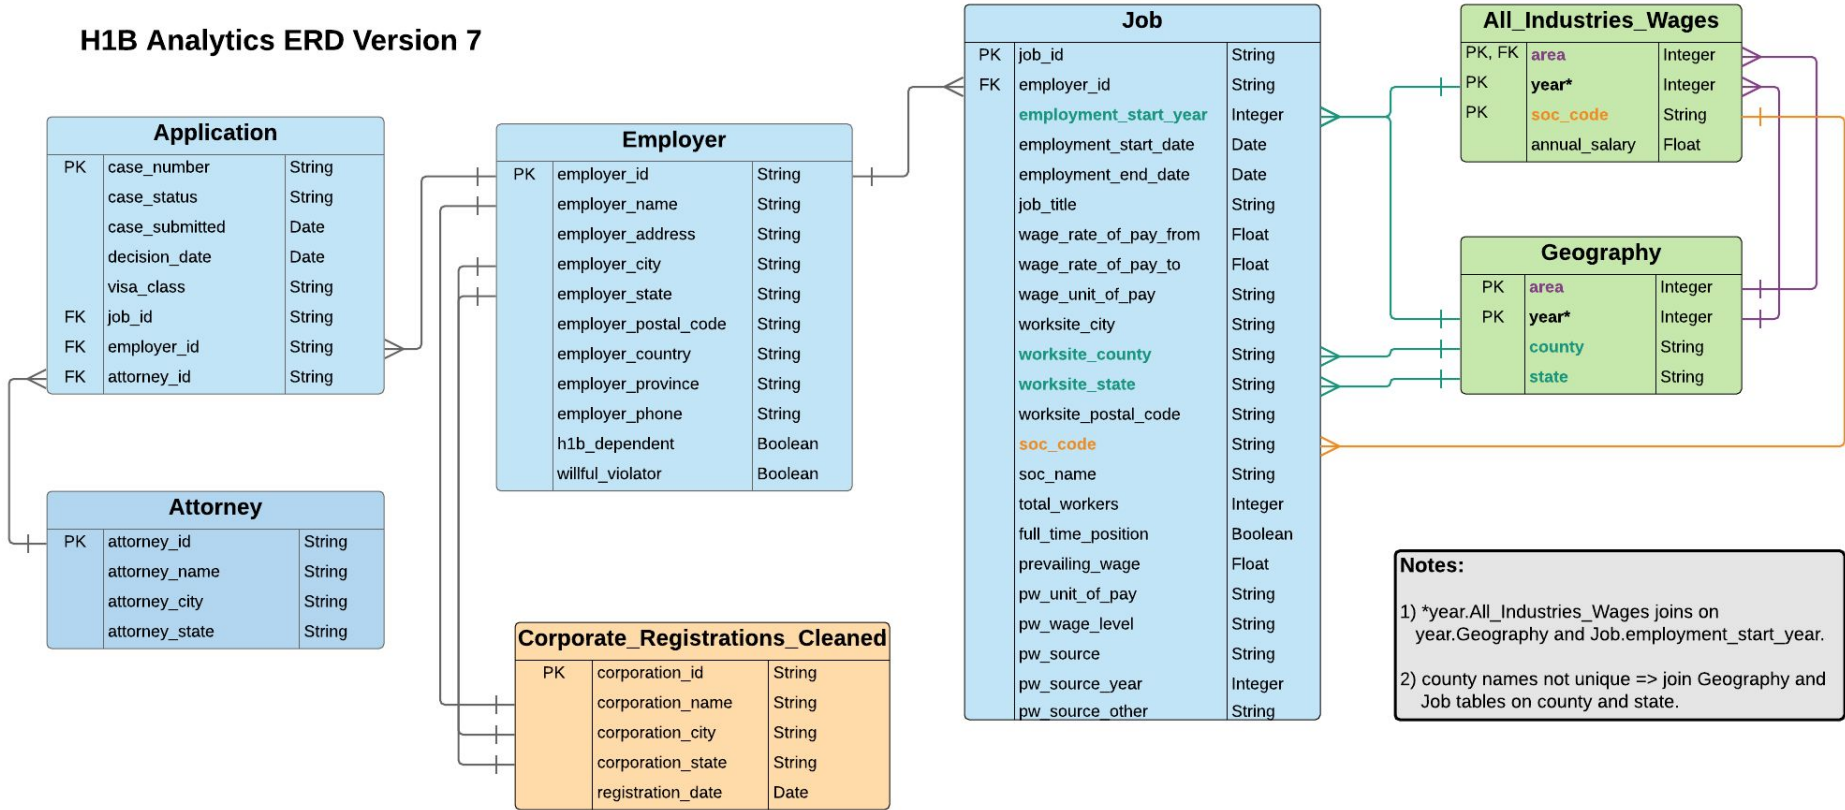 H1B Analytics ERD Version 7
Application
PK case_number String
case_status String
case_submitted Date
decision_date Date
visa_class String
FK job_id String
FK employer_id String
FK attorney_id String
Attorney
PK attorney_id String
attorney_name String
attorney_city String
attorney_state String
Employer
PK employer_id String
employer_name String
employer_address String
employer_city String
employer_state String
employer_postal_code String
employer_country String
employer_province String
employer_phone String
h1b_dependent Boolean
willful_violator Boolean
Corporate_Registrations_Cleaned
PK corporation_id String
corporation_name String
corporation_city String
corporation_state String
registration_date Date
Job
PK job_id String
FK employer_id String
employment_start_year Integer
employment_start_date Date
employment_end_date Date
job_title String
wage_rate_of_pay_from Float
wage_rate_of_pay_to Float
wage_unit_of_pay String
worksite_city String
worksite_county String
worksite_state String
worksite_postal_code String
soc_code String
soc_name String
total_workers Integer
full_time_position Boolean
prevailing_wage Float
pw_unit_of_pay String
pw_wage_level String
pw_source String
pw_source_year Integer
pw_source_other String
All_Industries_Wages
PK, FK area Integer
PK year* Integer
PK soc_code String
annual_salary Float
Geography
PK area Integer
PK year* Integer
county String
state String
Notes:
1) *year.All_Industries_Wages joins on
year.Geography and Job.employment_start_year.
2) county names not unique => join Geography and
Job tables on county and state.